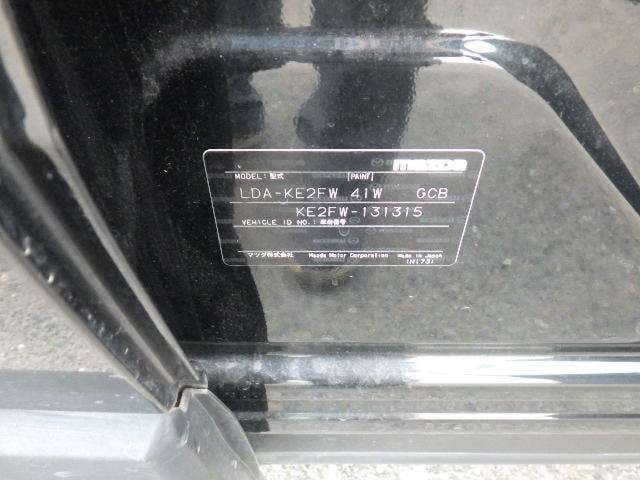 mazda
MODEL:型式 [PAINT]
LDA-KE2FW 41W GCB
KE2FW-131315
VEHICLE ID NO.:車台番号
マツダ株式会社 Mazda Motor Corporation Made in Japan
1N173I